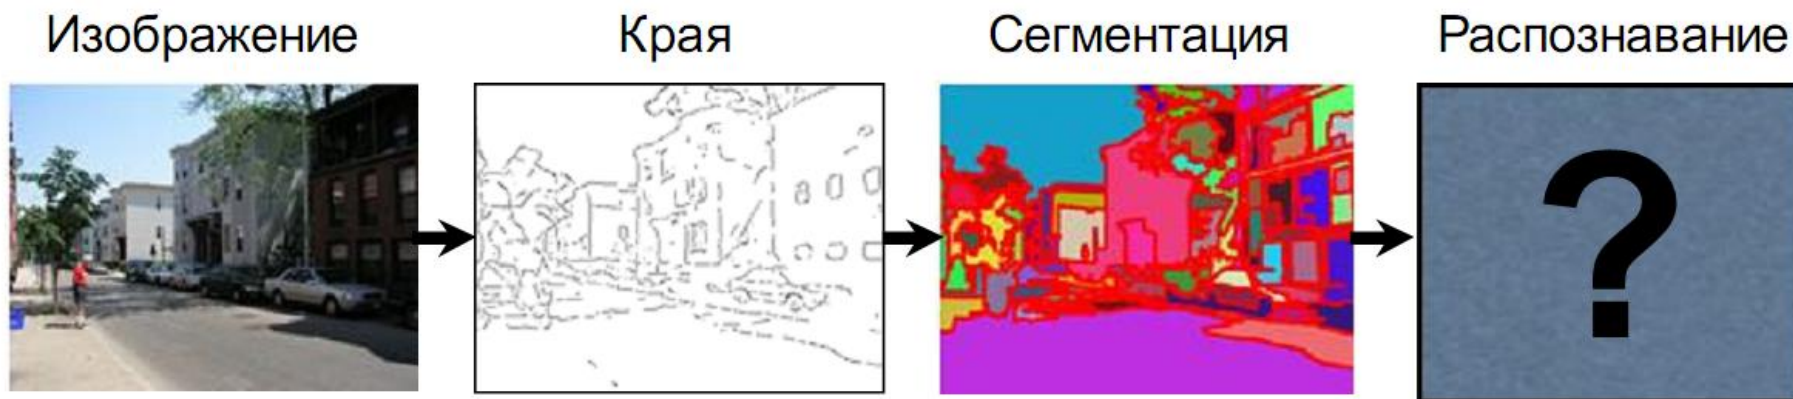 Изображение
Края
Сегментация
Распознавание
?